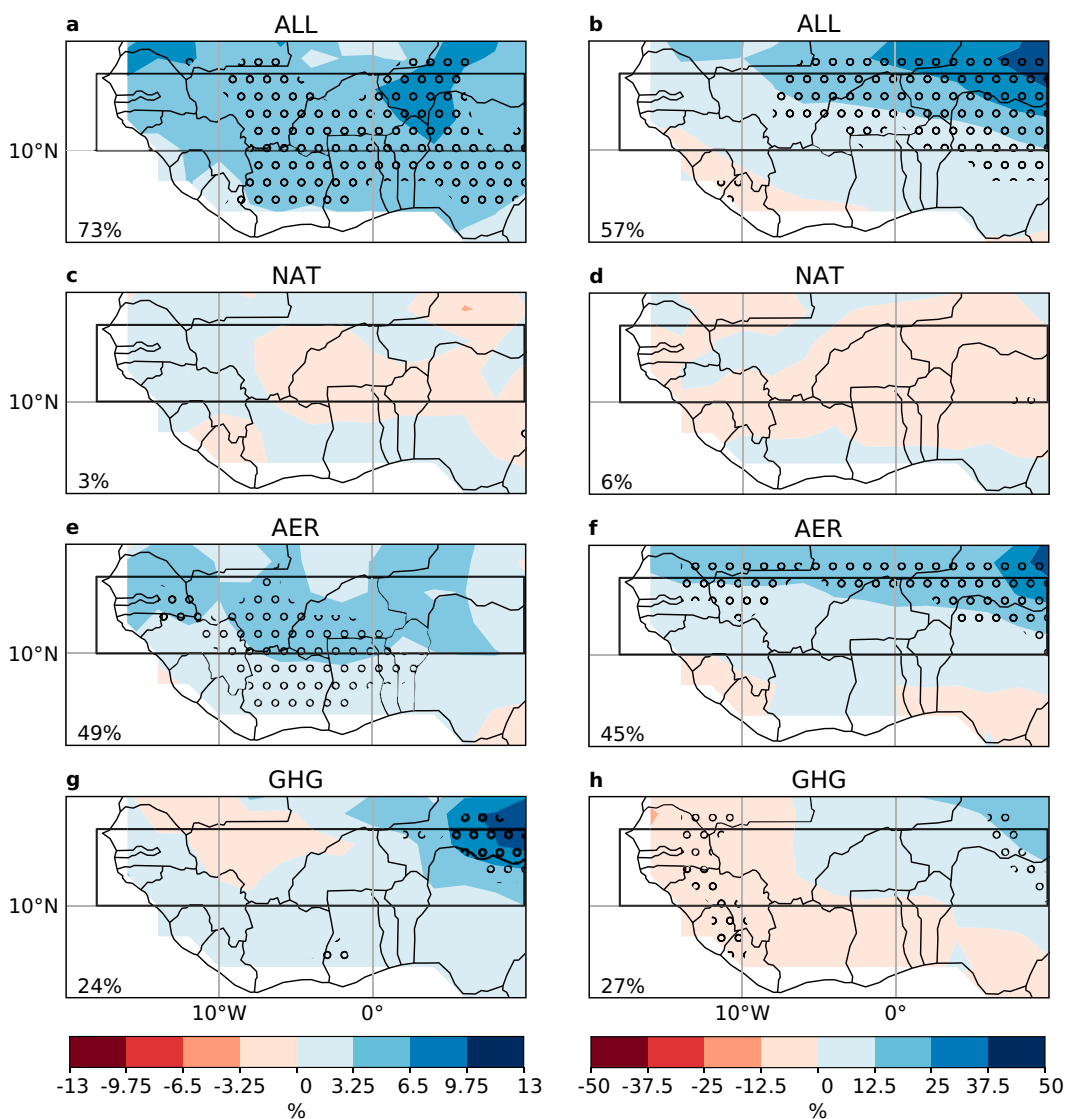 a ALL
b ALL
10°N
73%
57%
c NAT
d NAT
10°N
3%
6%
e AER
f AER
10°N
49%
45%
g GHG
h GHG
10°N
24%
27%
10°W 0°
10°W 0°
-13 -9.75 -6.5 -3.25 0 3.25 6.5 9.75 13
%
-50 -37.5 -25 -12.5 0 12.5 25 37.5 50
%